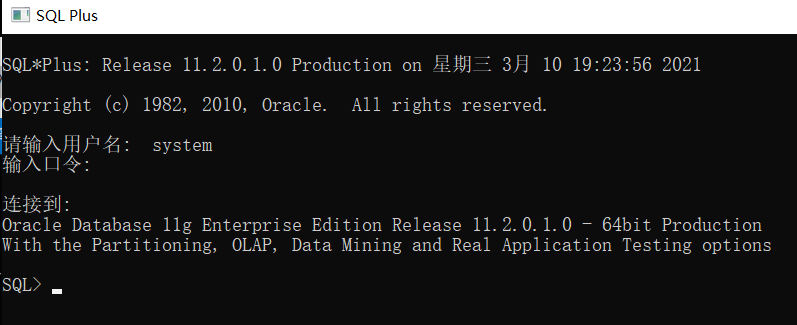 SQL Plus
SQL*Plus: Release 11.2.0.1.0 Production on 星期三 3月 10 19:23:56 2021
Copyright (c) 1982, 2010, Oracle.  All rights reserved.
请输入用户名:  system
输入口令:
连接到:
Oracle Database 11g Enterprise Edition Release 11.2.0.1.0 - 64bit Production
With the Partitioning, OLAP, Data Mining and Real Application Testing options
SQL>